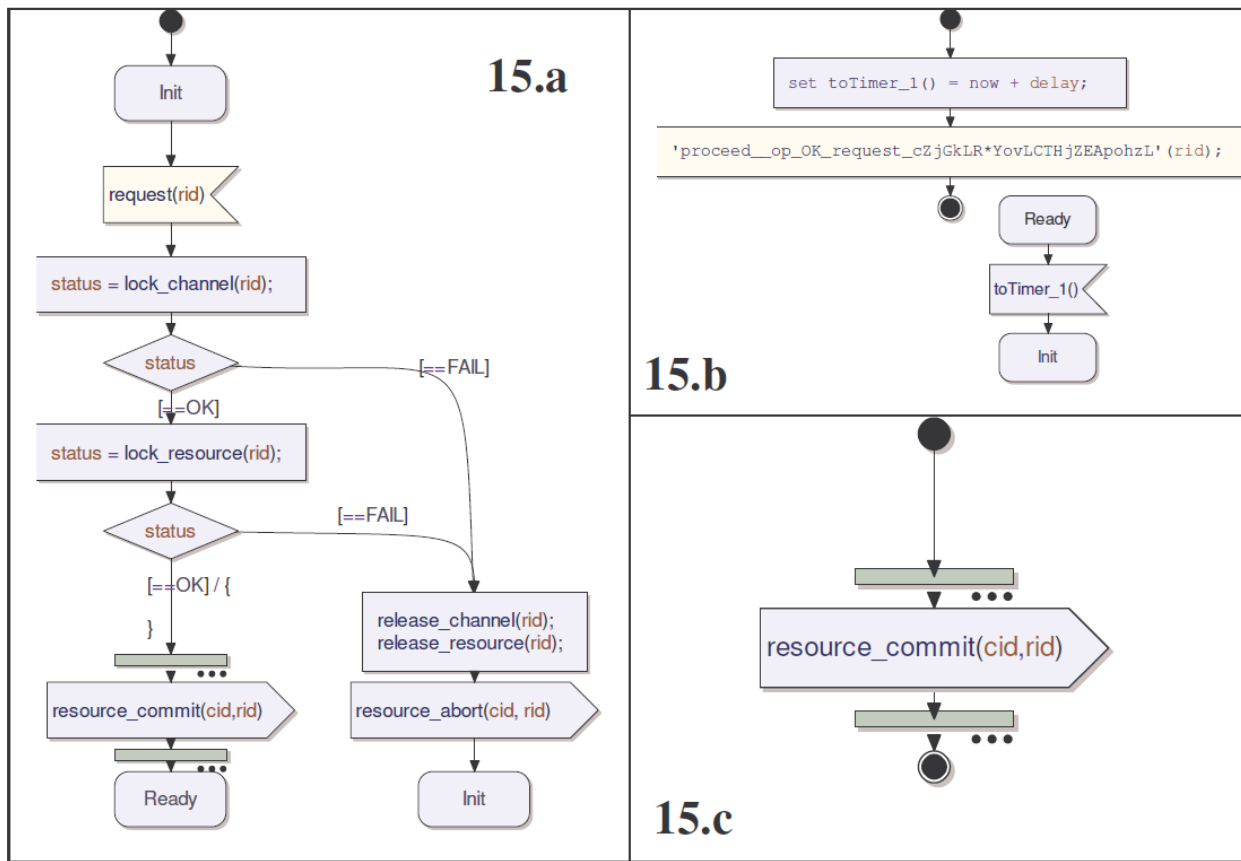 15.a
Init
request(rid)
status = lock_channel(rid);
status
[==FAIL]
[==OK]
status = lock_resource(rid);
status
[==FAIL]
[==OK] / {
}
release_channel(rid);
release_resource(rid);
resource_commit(cid,rid)
resource_abort(cid, rid)
Ready
Init
set toTimer_1() = now + delay;
'proceed__op_OK_request_cZjGkLR*YovLCTHjZEApohzL'(rid);
Ready
toTimer_1()
Init
15.b
resource_commit(cid,rid)
15.c